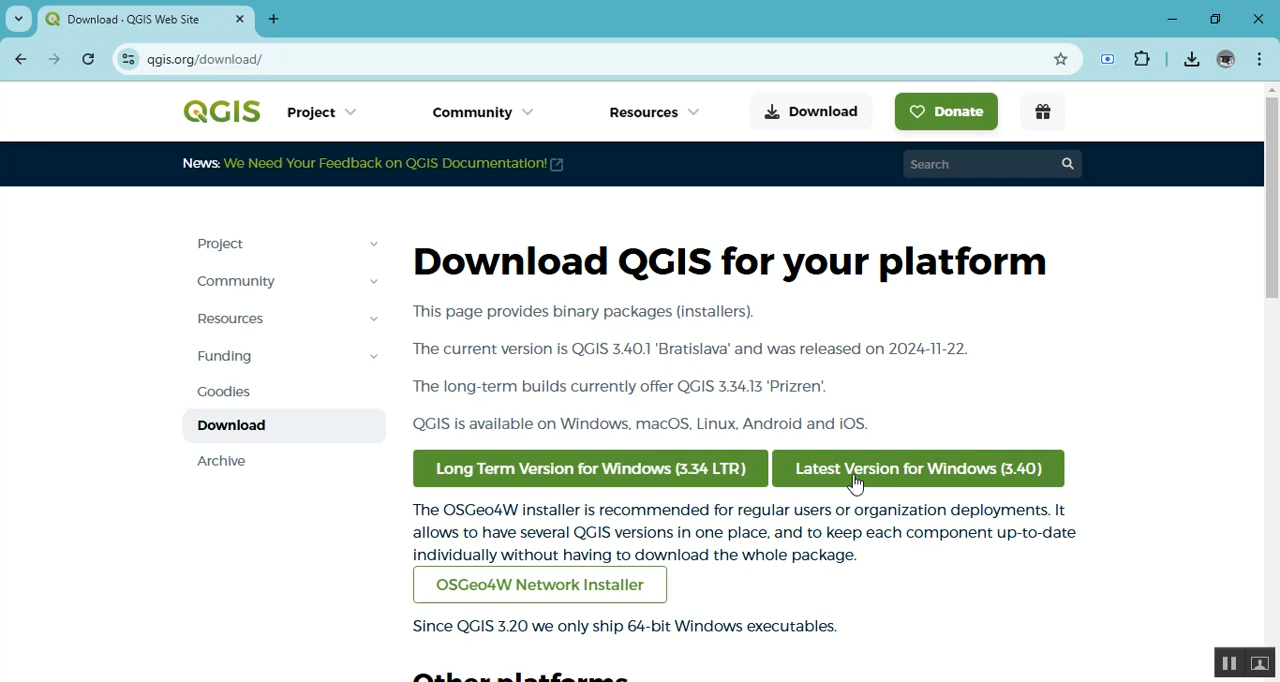 Download · QGIS Web Site
qgis.org/download/
QGIS Project Community Resources Download Donate
News: We Need Your Feedback on QGIS Documentation! Search
Project
Community
Resources
Funding
Goodies
Download
Archive
Download QGIS for your platform
This page provides binary packages (installers).
The current version is QGIS 3.40.1 'Bratislava' and was released on 2024-11-22.
The long-term builds currently offer QGIS 3.34.13 'Prizren'.
QGIS is available on Windows, macOS, Linux, Android and iOS.
Long Term Version for Windows (3.34 LTR) Latest Version for Windows (3.40)
The OSGeo4W installer is recommended for regular users or organization deployments. It
allows to have several QGIS versions in one place, and to keep each component up-to-date
individually without having to download the whole package.
OSGeo4W Network Installer
Since QGIS 3.20 we only ship 64-bit Windows executables.
Other platforms